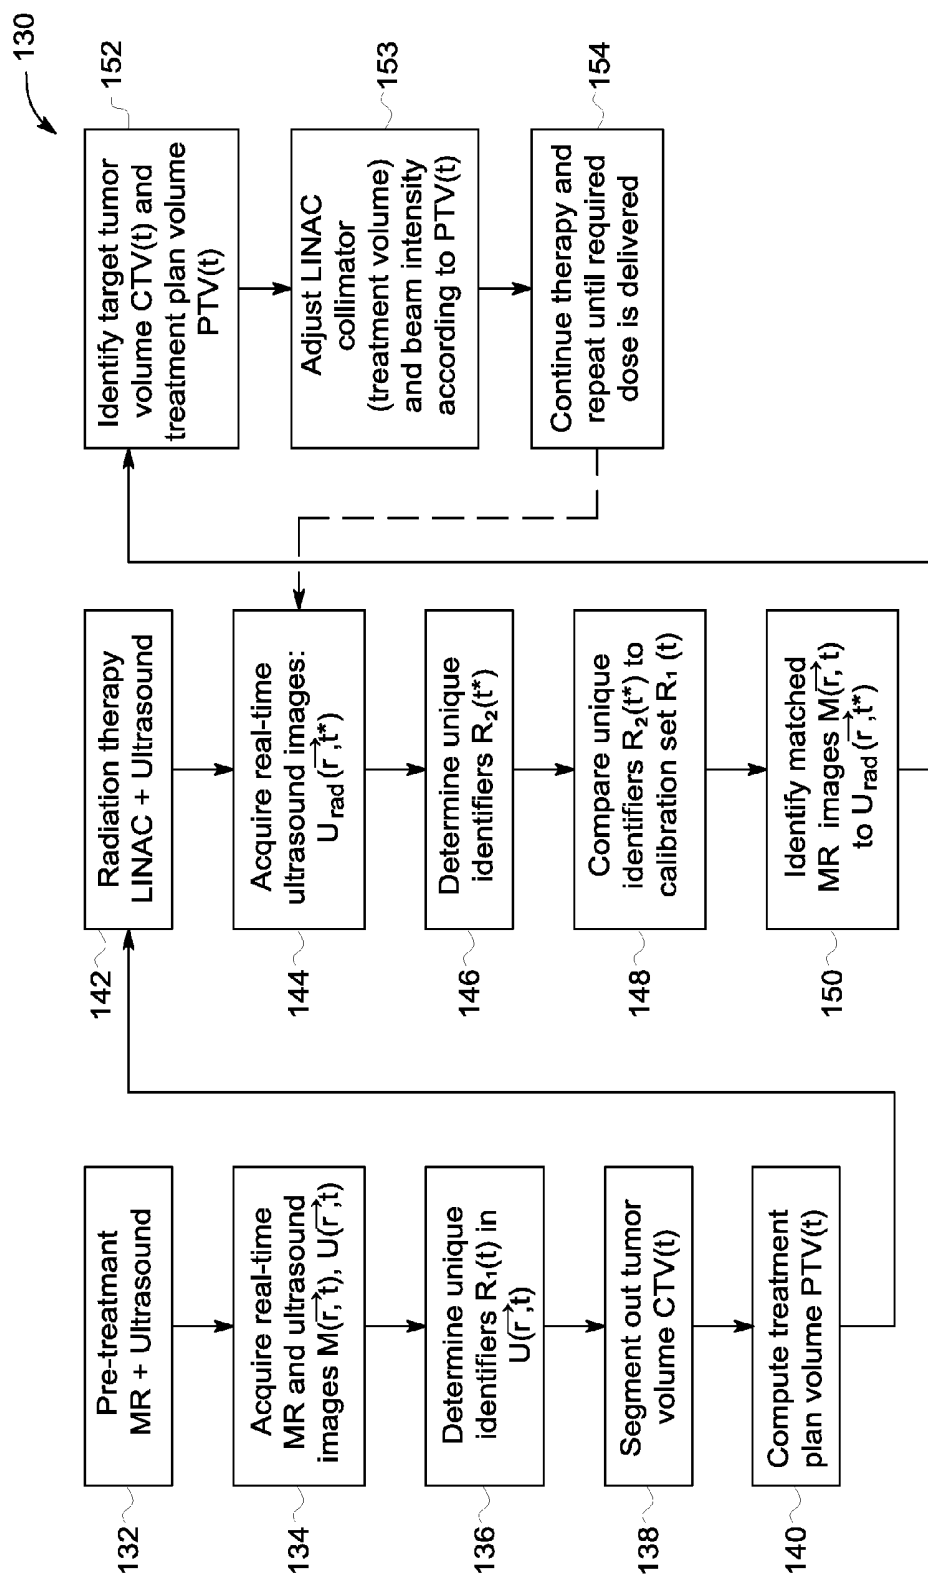 130
132
Pre-treatmant
MR + Ultrasound
134
Acquire real-time
MR and ultrasound
images M(r, t), U(r,t)
136
Determine unique
identifiers R₁(t) in
U(r,t)
138
Segment out tumor
volume CTV(t)
140
Compute treatment
plan volume PTV(t)
142
Radiation therapy
LINAC + Ultrasound
144
Acquire real-time
ultrasound images:
U_rad(r,t*)
146
Determine unique
identifiers R₂(t*)
148
Compare unique
identifiers R₂(t*) to
calibration set R₁ (t)
150
Identify matched
MR images M(r, t)
to U_rad(r,t*)
152
Identify target tumor
volume CTV(t) and
treatment plan volume
PTV(t)
153
Adjust LINAC
collimator
(treatment volume)
and beam intensity
according to PTV(t)
154
Continue therapy and
repeat until required
dose is delivered